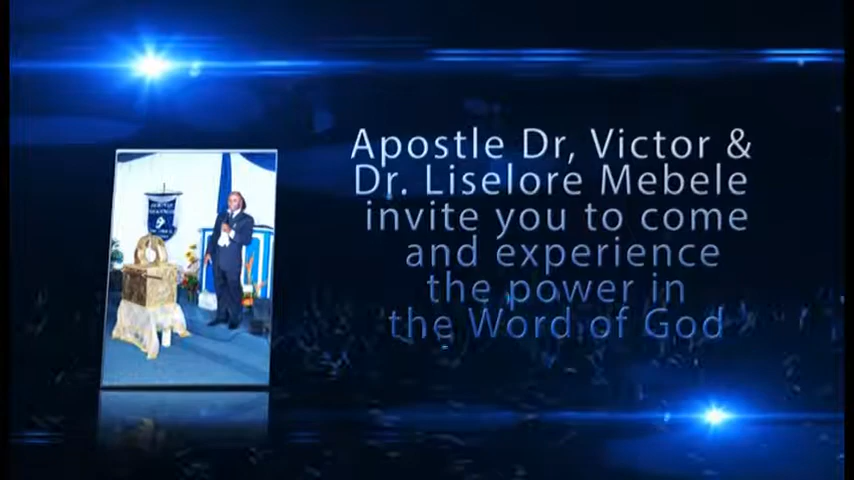 Apostle Dr, Victor &
Dr. Liselore Mebele
invite you to come
and experience
the power in
the Word of God